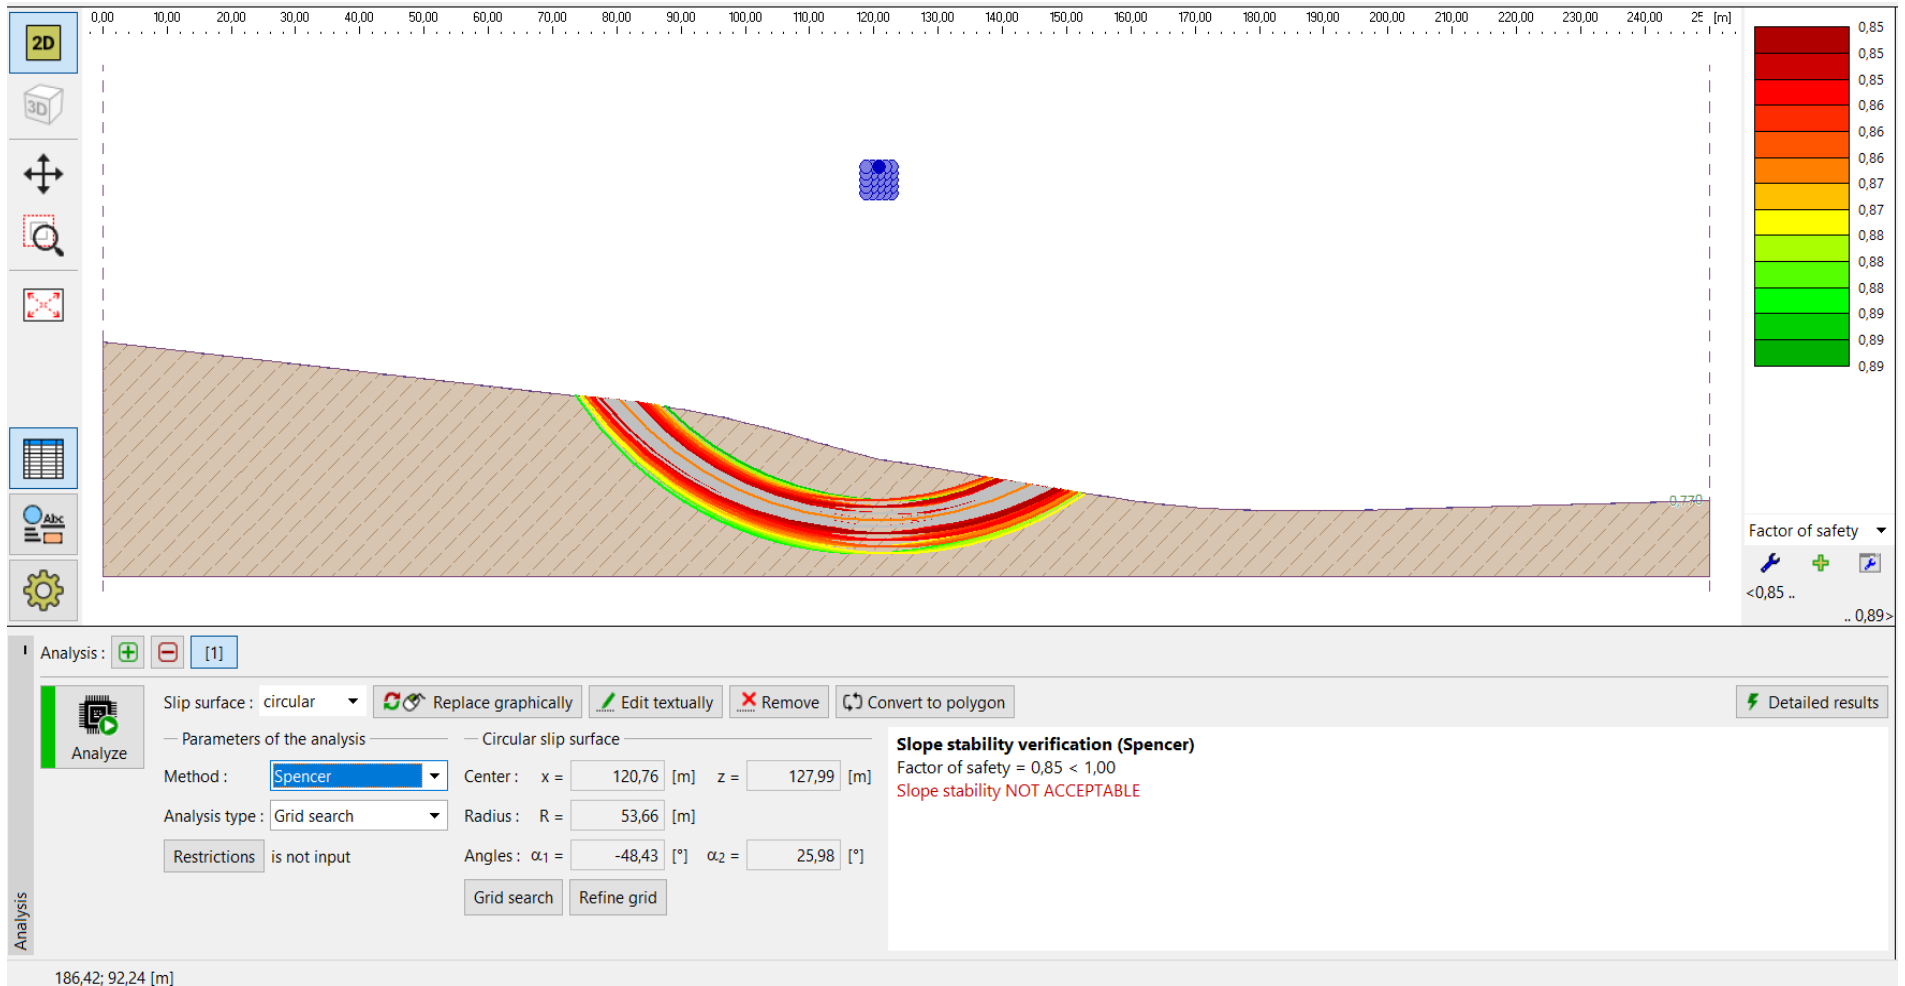 2D
0,00 10,00 20,00 30,00 40,00 50,00 60,00 70,00 80,00 90,00 100,00 110,00 120,00 130,00 140,00 150,00 160,00 170,00 180,00 190,00 200,00 210,00 220,00 230,00 240,00 25 [m]
3D
0,85
0,85
0,85
0,86
0,86
0,86
0,87
0,87
0,88
0,88
0,88
0,89
0,89
0,89
0,770
Abc
Factor of safety
<0,85 ..
.. 0,89>
Analysis : [1]
Analyze
Slip surface : circular Replace graphically Edit textually Remove Convert to polygon Detailed results
Parameters of the analysis Circular slip surface
Method : Spencer Center : x = 120,76 [m] z = 127,99 [m]
Analysis type : Grid search Radius : R = 53,66 [m]
Restrictions is not input Angles : α1 = -48,43 [°] α2 = 25,98 [°]
Grid search Refine grid
Slope stability verification (Spencer)
Factor of safety = 0,85 < 1,00
Slope stability NOT ACCEPTABLE
Analysis
186,42; 92,24 [m]